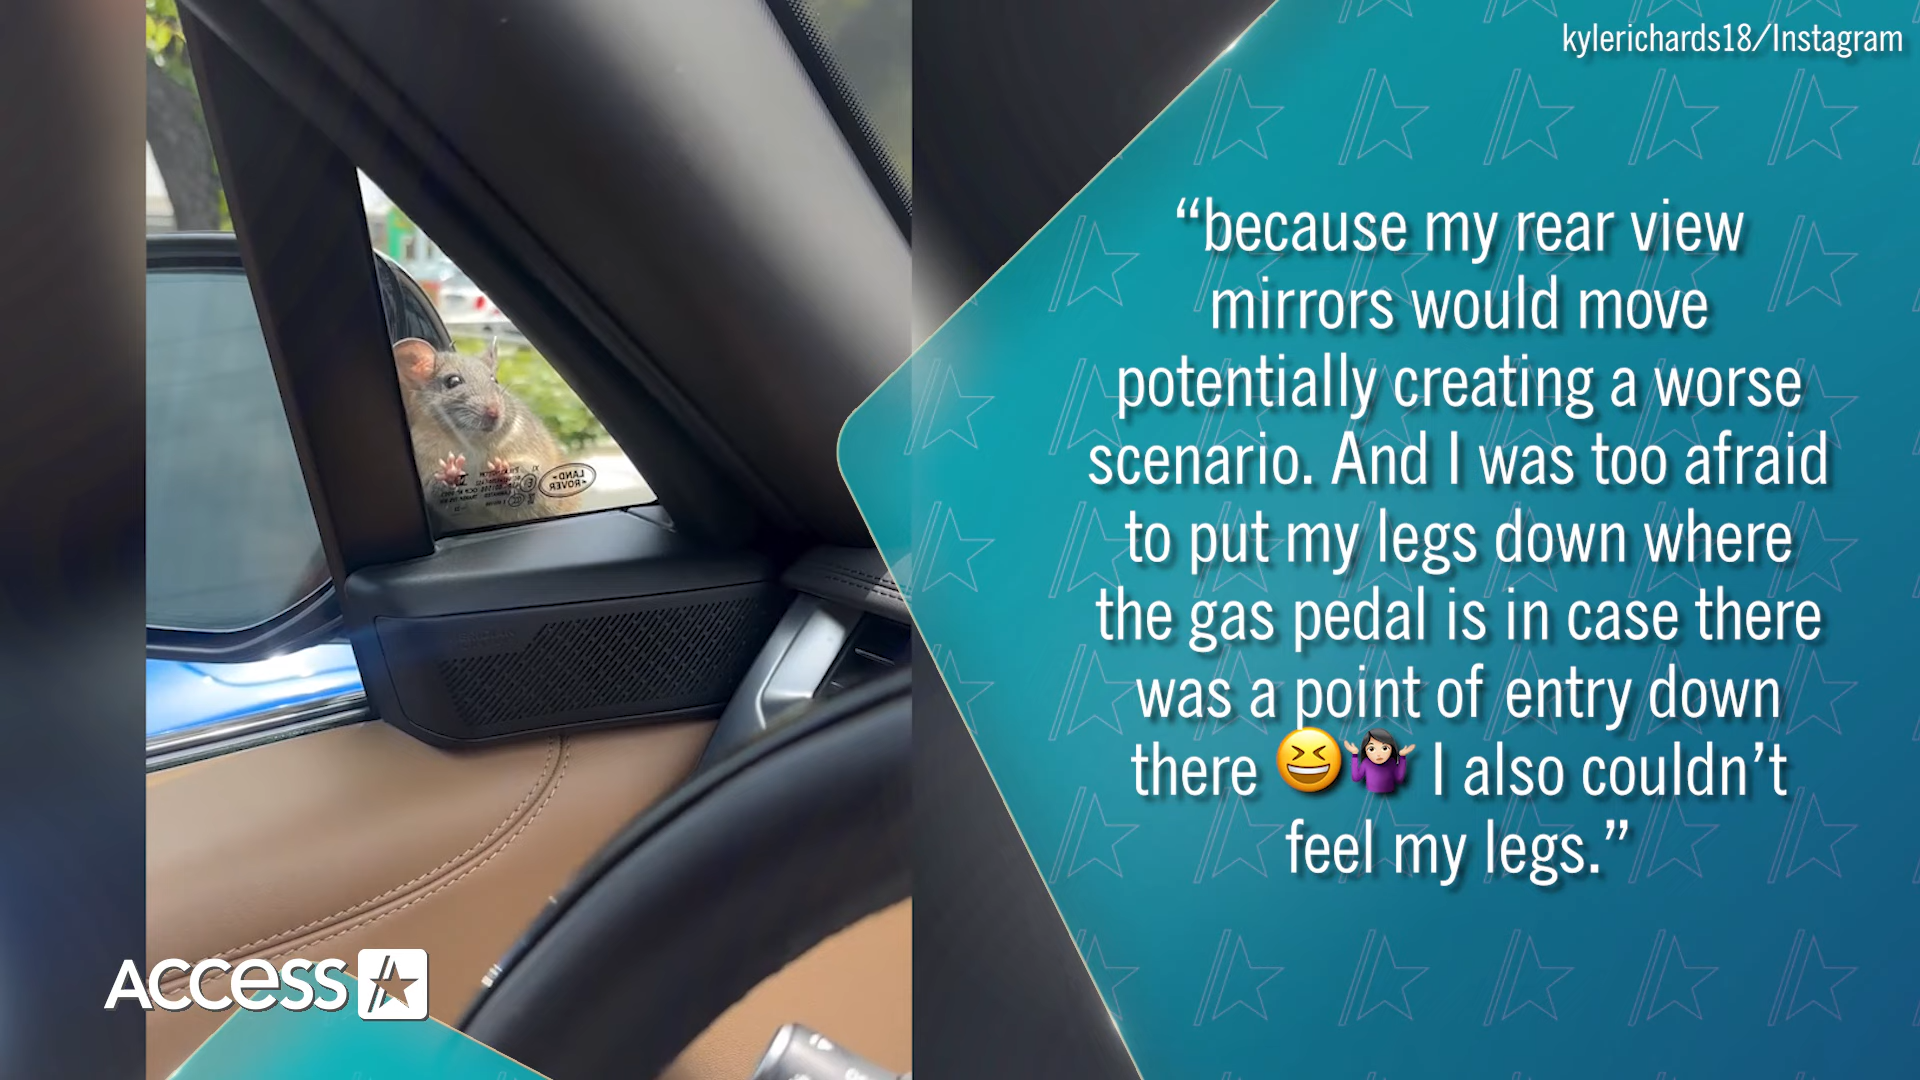 kylerichards18/Instagram
“because my rear view
mirrors would move
potentially creating a worse
scenario. And I was too afraid
to put my legs down where
the gas pedal is in case there
was a point of entry down
there 😆🤷🏻‍♀️ I also couldn’t
feel my legs.”
LAND
ROVER
ACCESS